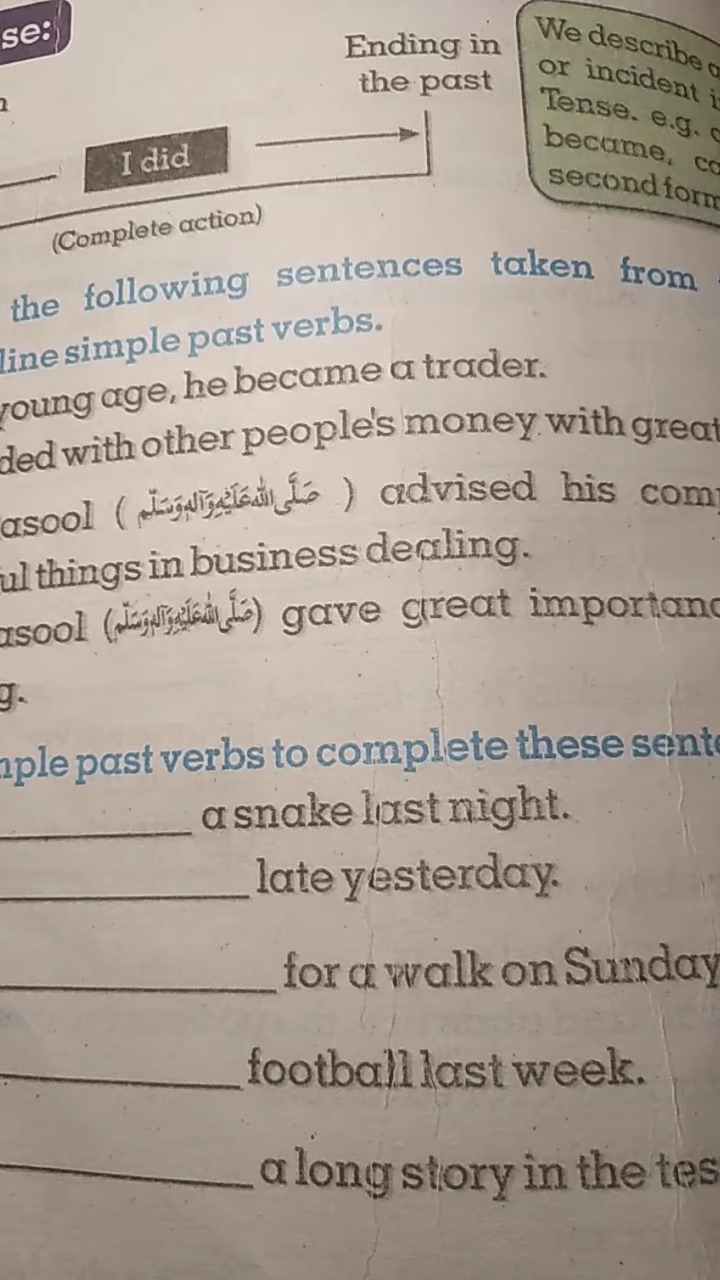 se:
Ending in
the past
We describe
or incident
Tense. e.g.
became,
second form
I did
(Complete action)
the following sentences taken from
line simple past verbs.
young age, he became a trader.
ded with other people's money with great
asool ( صَلَّى اللهُ عَلَيْهِ وَآلِهِ وَسَلَّم ) advised his com
ul things in business dealing.
asool (صَلَّى اللهُ عَلَيْهِ وَآلِهِ وَسَلَّم) gave great importanc
g.
mple past verbs to complete these sente
a snake last night.
late yesterday.
for a walk on Sunday
football last week.
a long story in the tes